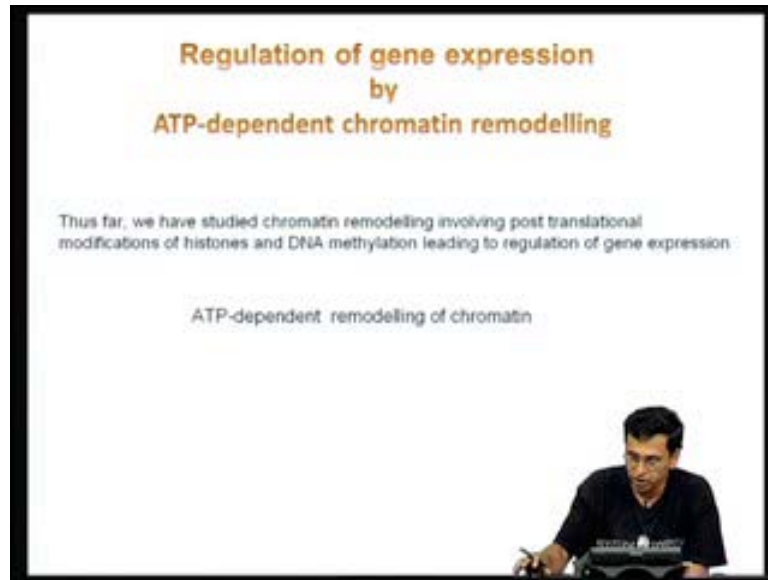 Regulation of gene expression
by
ATP-dependent chromatin remodelling
Thus far, we have studied chromatin remodelling involving post translational
modifications of histones and DNA methylation leading to regulation of gene expression
ATP-dependent remodelling of chromatin